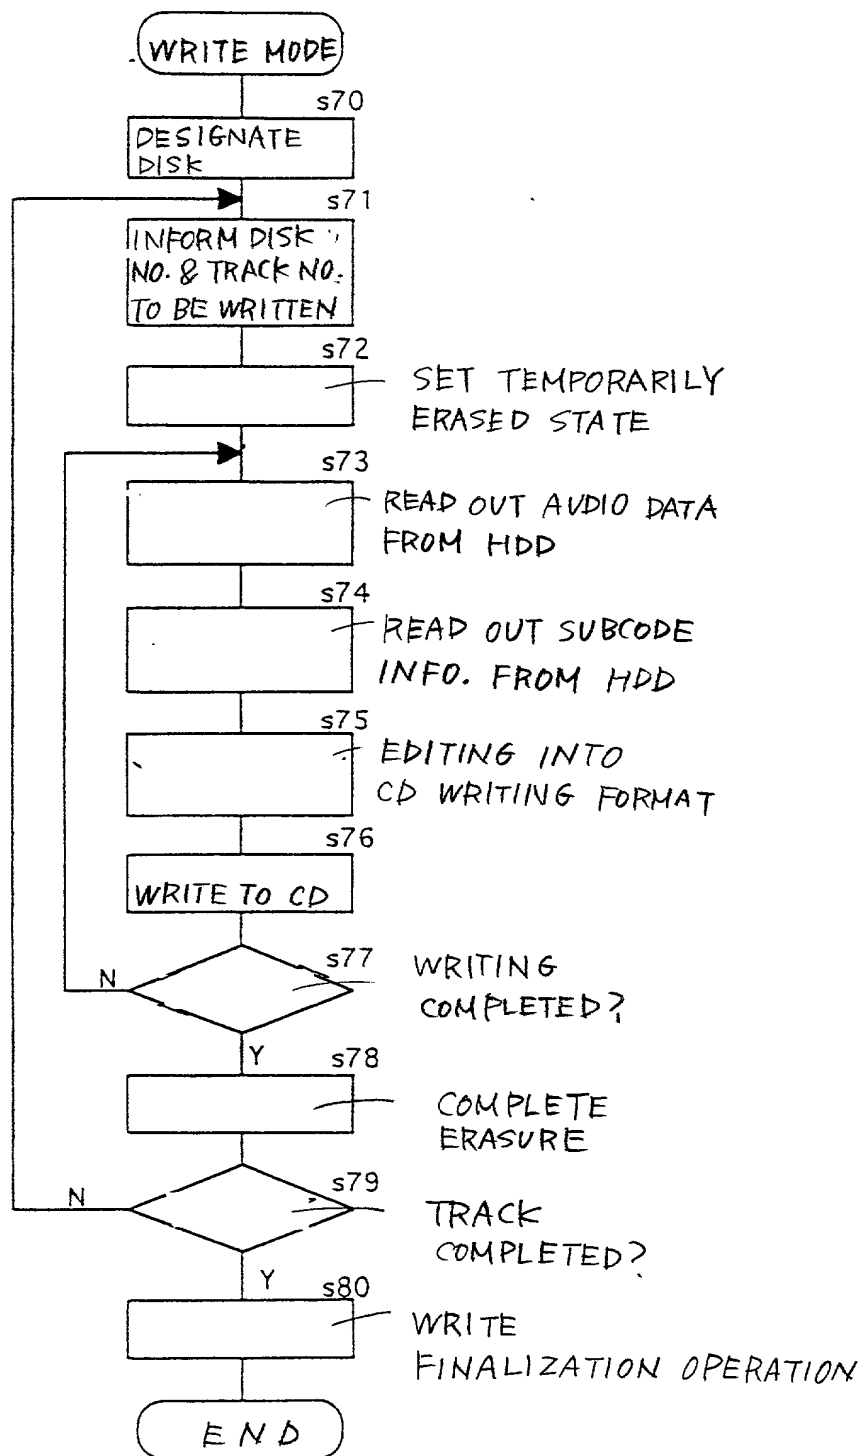 WRITE MODE
s70
DESIGNATE
DISK
s71
INFORM DISK
NO. & TRACK NO.
TO BE WRITTEN
s72
SET TEMPORARILY
ERASED STATE
s73
READ OUT AUDIO DATA
FROM HDD
s74
READ OUT SUBCODE
INFO. FROM HDD
s75
EDITING INTO
CD WRITING FORMAT
s76
WRITE TO CD
s77
N
WRITING
COMPLETED?
Y
s78
COMPLETE
ERASURE
s79
N
TRACK
COMPLETED?
Y
s80
WRITE
FINALIZATION OPERATION
END